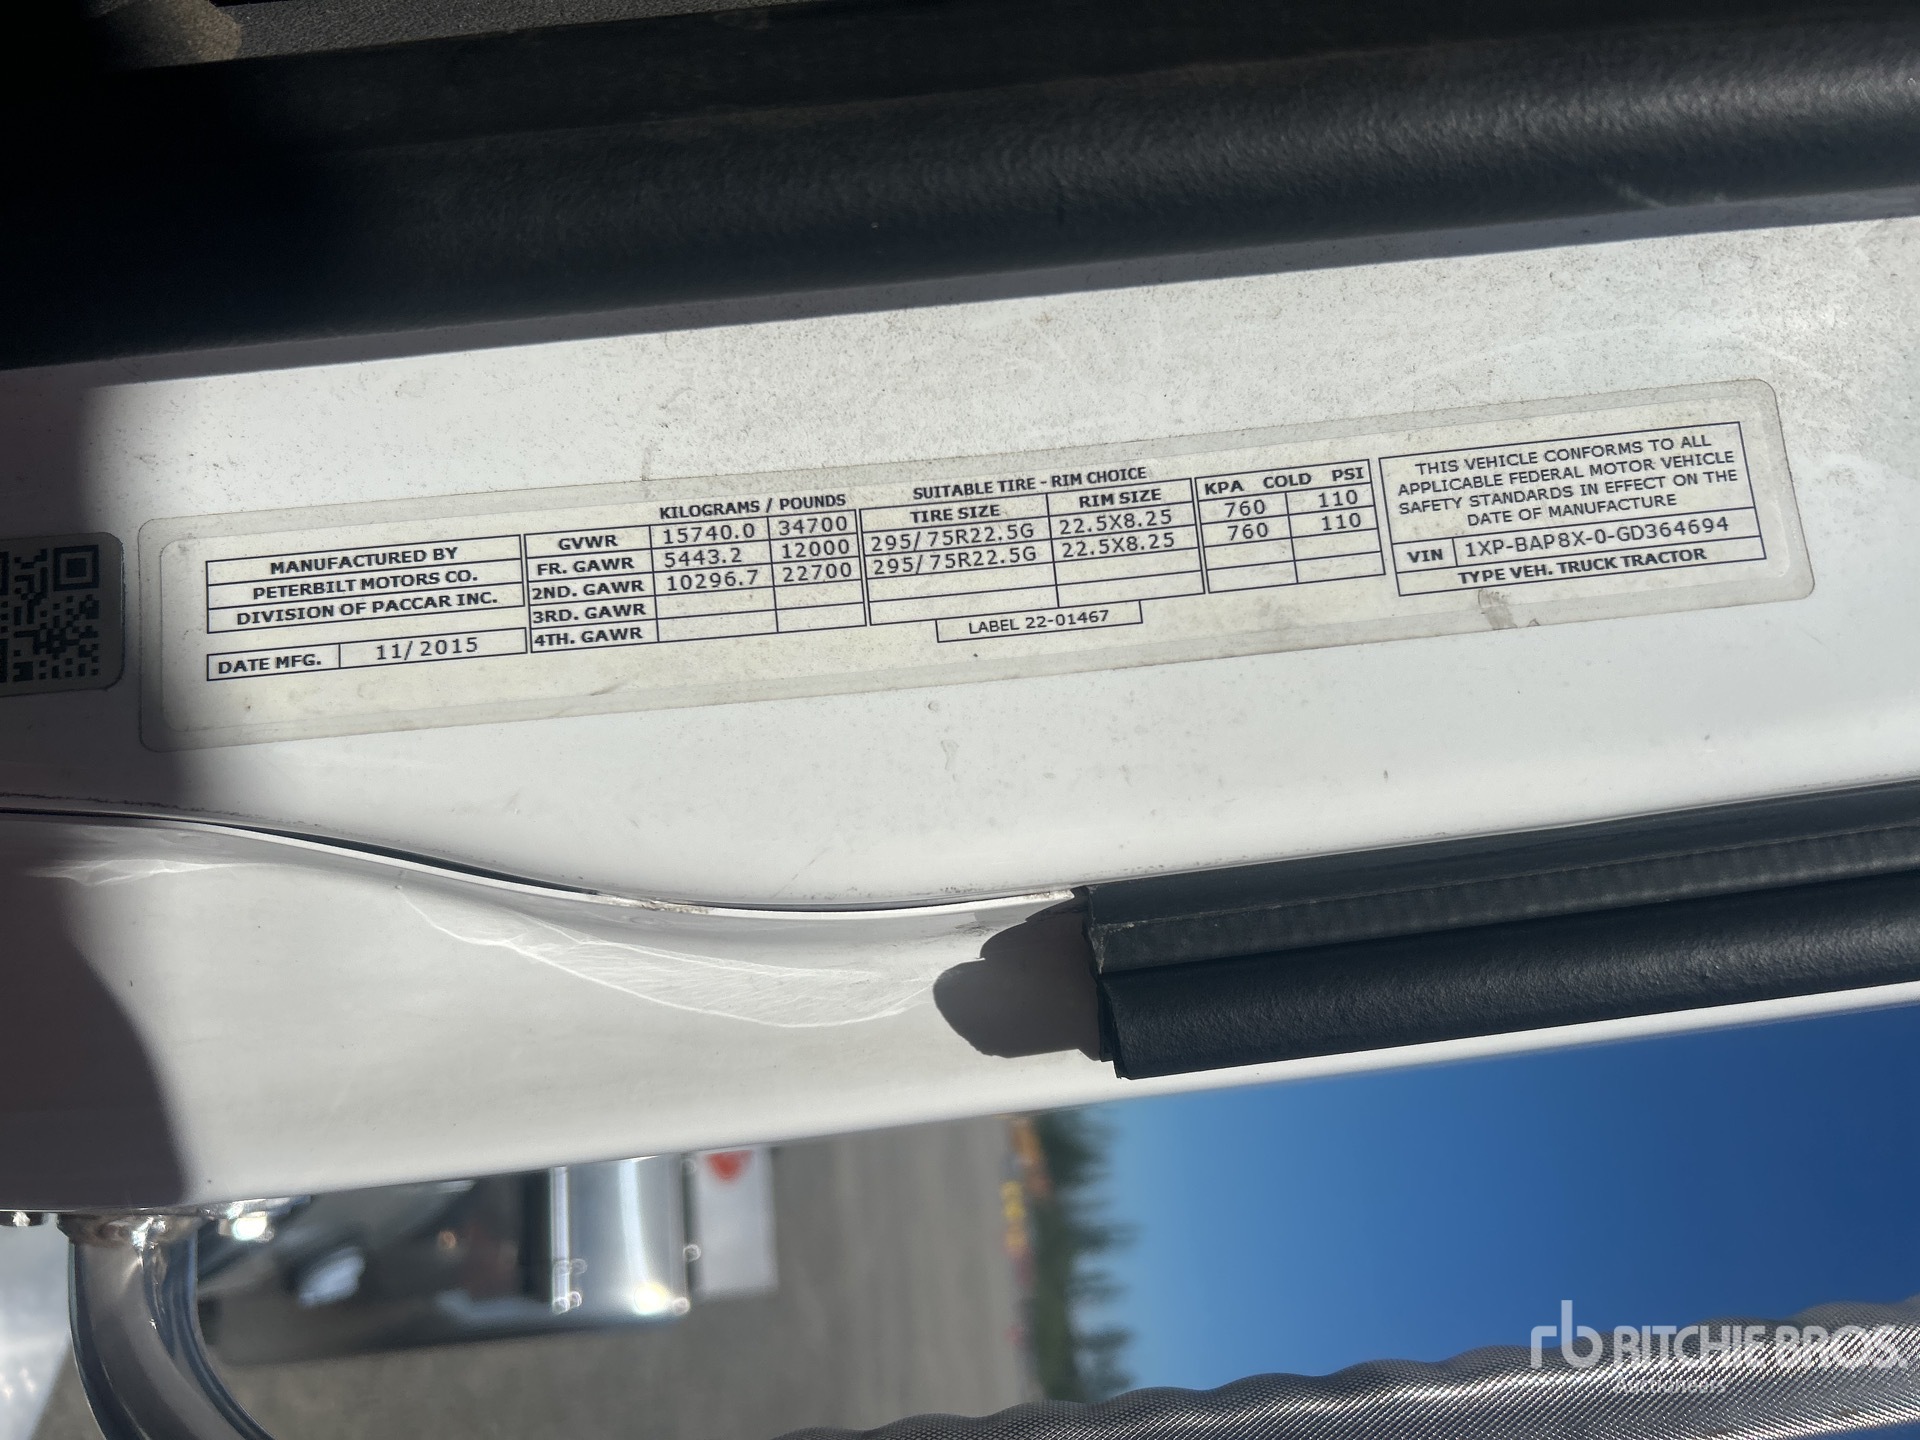 MANUFACTURED BY
PETERBILT MOTORS CO.
DIVISION OF PACCAR INC.
DATE MFG. 11/2015
KILOGRAMS / POUNDS
GVWR 15740.0 34700
FR. GAWR 5443.2 12000
2ND. GAWR 10296.7 22700
3RD. GAWR
4TH. GAWR
SUITABLE TIRE - RIM CHOICE
TIRE SIZE RIM SIZE
295/75R22.5G 22.5X8.25
295/75R22.5G 22.5X8.25
KPA COLD PSI
760 110
760 110
LABEL 22-01467
THIS VEHICLE CONFORMS TO ALL
APPLICABLE FEDERAL MOTOR VEHICLE
SAFETY STANDARDS IN EFFECT ON THE
DATE OF MANUFACTURE
VIN 1XP-BAP8X-0-GD364694
TYPE VEH. TRUCK TRACTOR
rb RITCHIE BROS.
Auctioneers